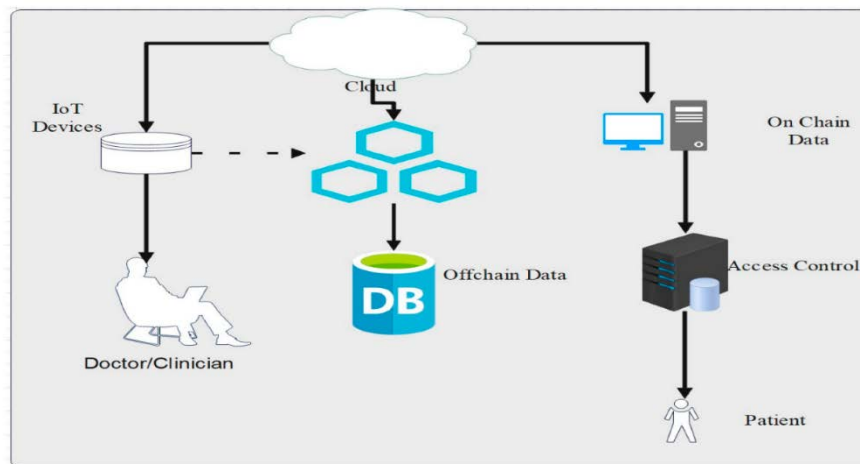 Cloud
IoT
Devices
On Chain
Data
DB
Offchain Data
Access Control
Doctor/Clinician
Patient